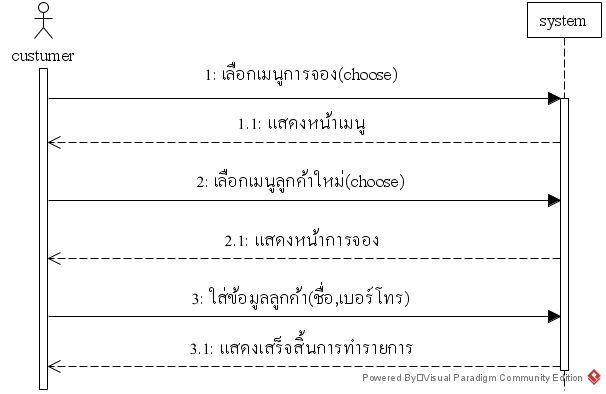 system
custumer
1: เลือกเมนูการจอง(choose)
1.1: แสดงหน้าเมนู
2: เลือกเมนูลูกค้าใหม่(choose)
2.1: แสดงหน้าการจอง
3: ใส่ข้อมูลลูกค้า(ชื่อ,เบอร์โทร)
3.1: แสดงเสร็จสิ้นการทำรายการ
Powered By□Visual Paradigm Community Edition